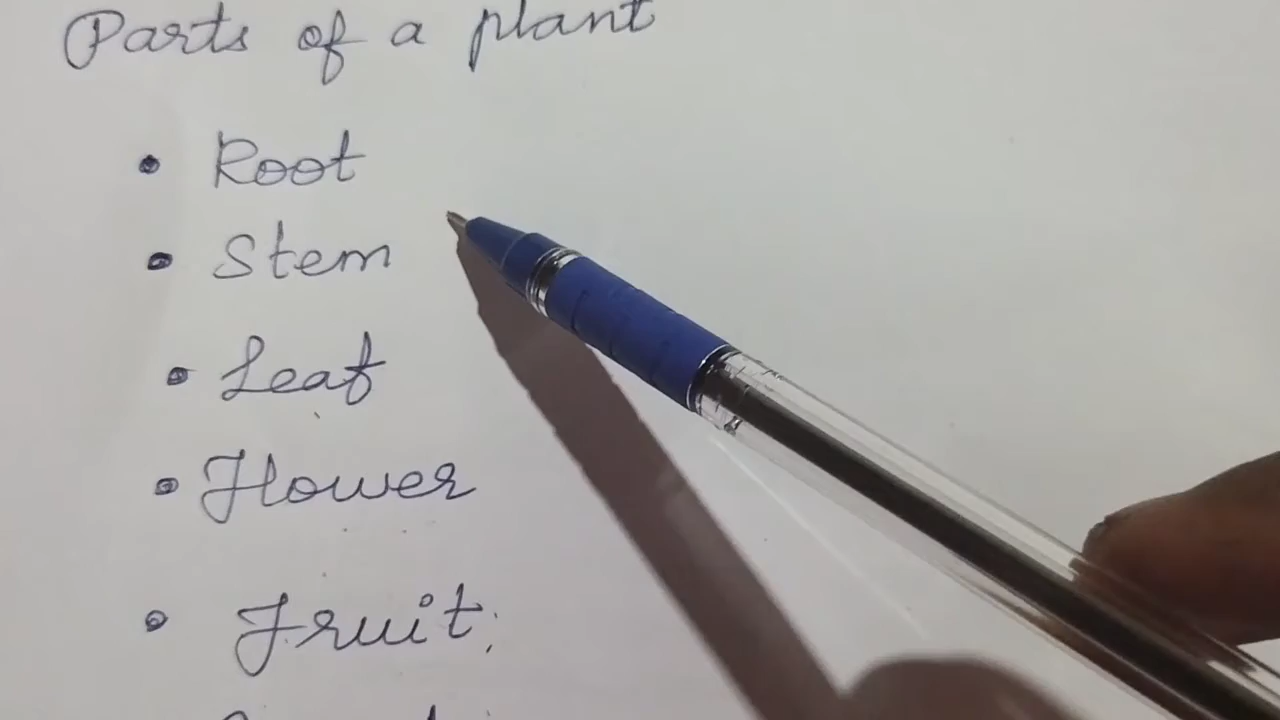 Parts of a plant
• Root
• Stem
• Leaf
• Flower
• Fruit